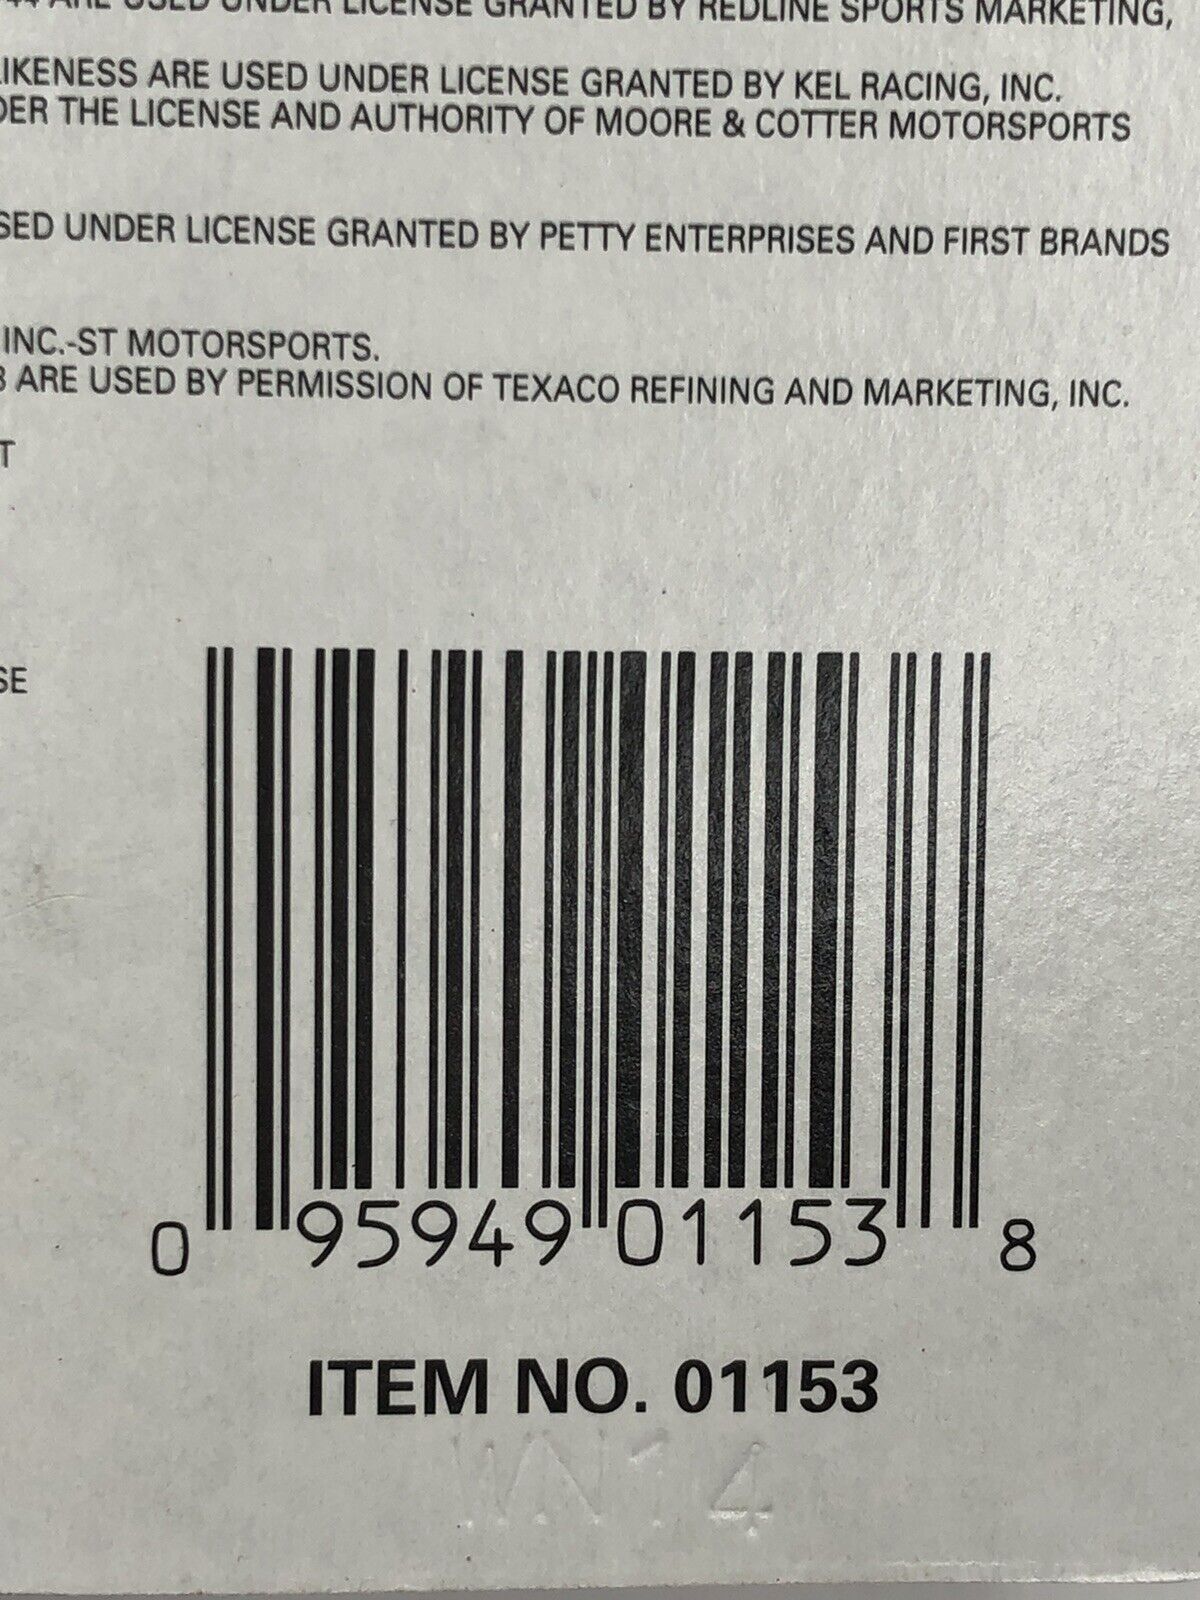 44 ARE USED UNDER LICENSE GRANTED BY REDLINE SPORTS MARKETING,
LIKENESS ARE USED UNDER LICENSE GRANTED BY KEL RACING, INC.
DER THE LICENSE AND AUTHORITY OF MOORE & COTTER MOTORSPORTS
SED UNDER LICENSE GRANTED BY PETTY ENTERPRISES AND FIRST BRANDS
INC.-ST MOTORSPORTS.
8 ARE USED BY PERMISSION OF TEXACO REFINING AND MARKETING, INC.
T
SE
0 95949 01153 8
ITEM NO. 01153